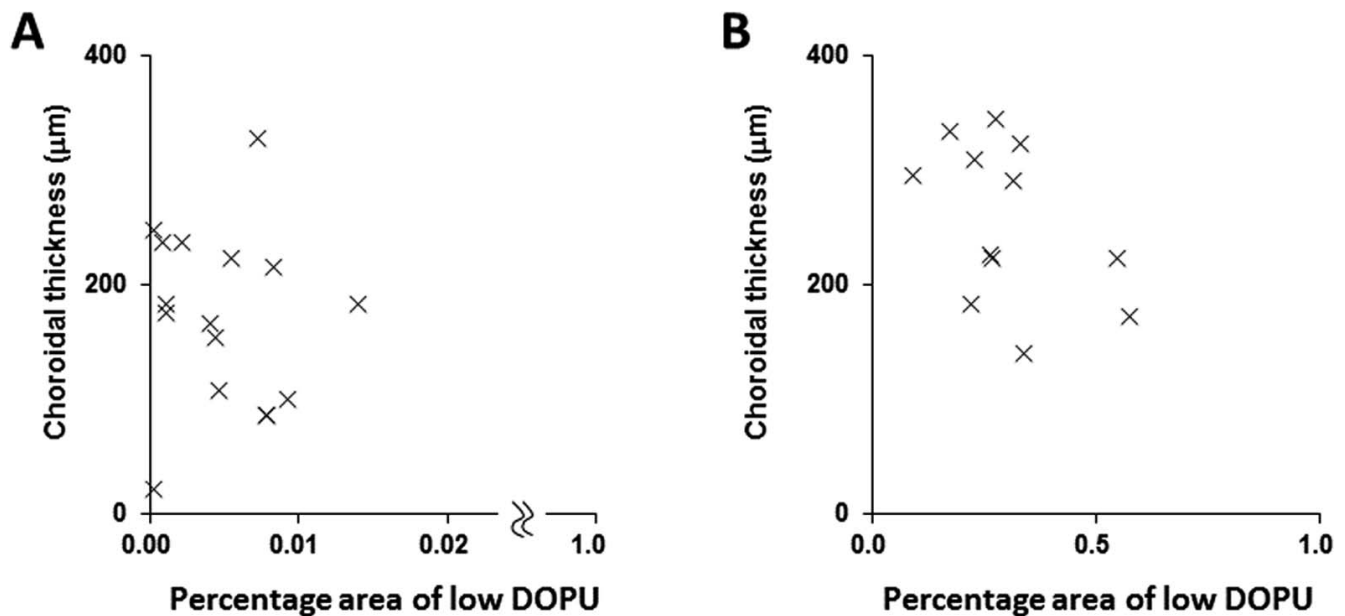 A
400
200
0
Choroidal thickness (μm)
0.00 0.01 0.02 1.0
Percentage area of low DOPU
B
400
200
0
Choroidal thickness (μm)
0.0 0.5 1.0
Percentage area of low DOPU